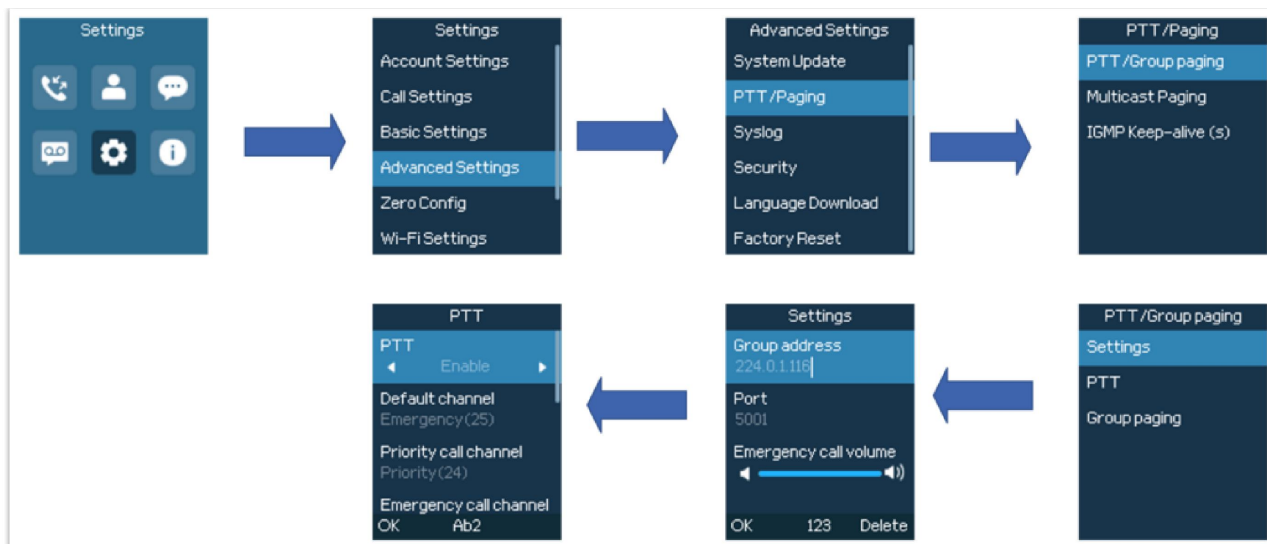 Settings
Settings
Account Settings
Call Settings
Basic Settings
Advanced Settings
Zero Config
Wi-Fi Settings
Advanced Settings
System Update
PTT/Paging
Syslog
Security
Language Download
Factory Reset
PTT/Paging
PTT/Group paging
Multicast Paging
IGMP Keep-alive (s)
PTT
PTT
Enable
Default channel
Emergency(25)
Priority call channel
Priority(24)
Emergency call channel
OK Ab2
Settings
Group address
224.0.1.116
Port
5001
Emergency call volume
OK 123 Delete
PTT/Group paging
Settings
PTT
Group paging